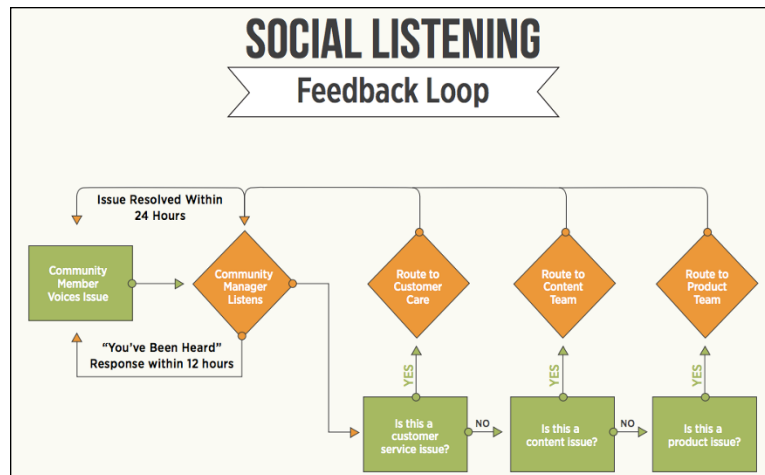 SOCIAL LISTENING
Feedback Loop
Issue Resolved Within
24 Hours
Community
Member
Voices Issue
Community
Manager
Listens
Route to
Customer
Care
Route to
Content
Team
Route to
Product
Team
“You've Been Heard”
Response within 12 hours
YES
YES
YES
Is this a
customer
service issue?
NO
Is this a
content issue?
NO
Is this a
product issue?